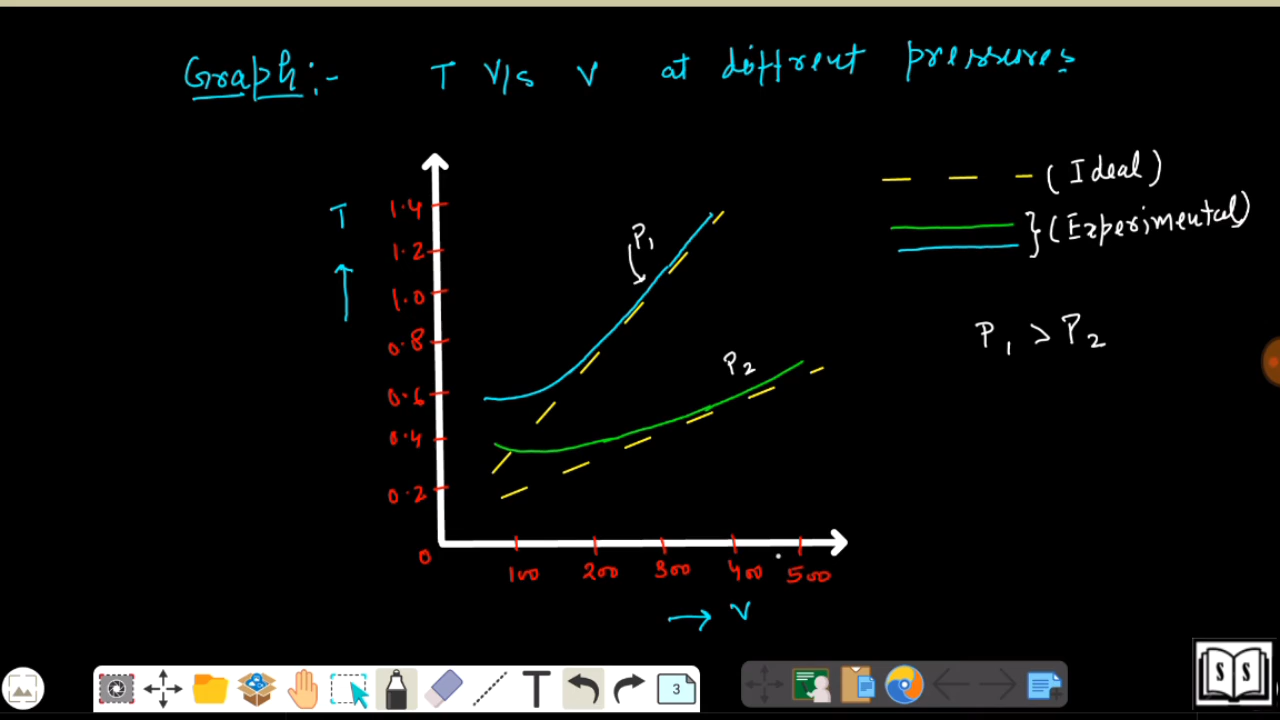 Graph:- T V/s V at diffrent pressures
T
1.4
1.2
1.0
0.8
0.6
0.4
0.2
0
100 200 300 400 500
→ V
P1
P2
(Ideal)
(Experimental)
P1 > P2
T
3
S S